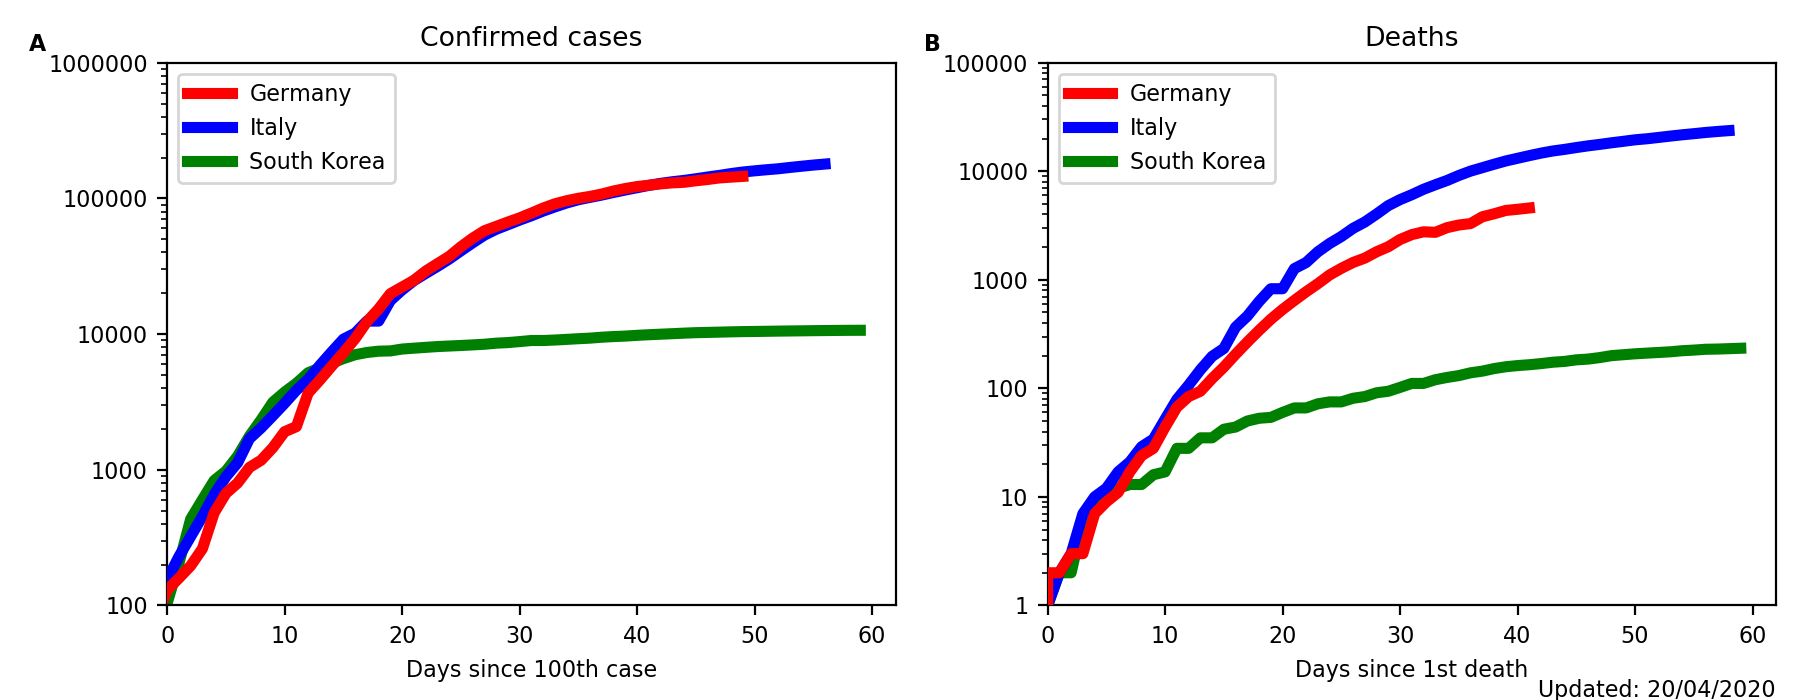 A
Confirmed cases
1000000
100000
10000
1000
100
Germany
Italy
South Korea
0 10 20 30 40 50 60
Days since 100th case
B
Deaths
100000
10000
1000
100
10
1
Germany
Italy
South Korea
0 10 20 30 40 50 60
Days since 1st death
Updated: 20/04/2020